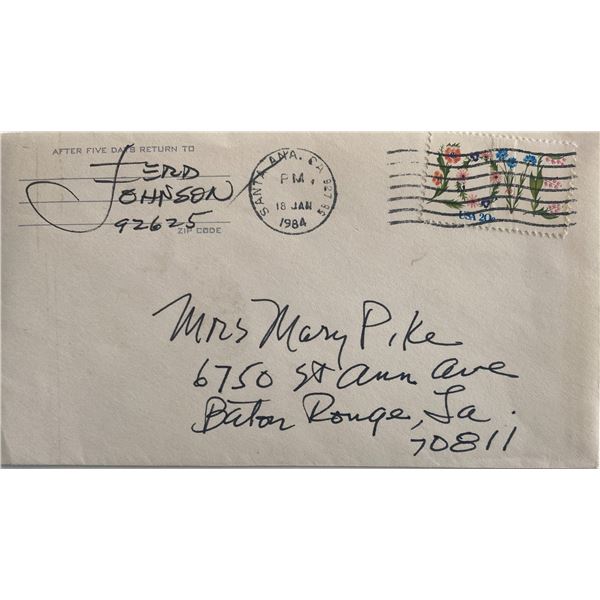 AFTER FIVE DAYS RETURN TO
FERD
JOHNSON
92625
ZIP CODE
SANTA ANA, CA 927
PM
18 JAN
1984
USA 20c
Mrs Mary Pike
6750 St Ann Ave
Baton Rouge, La.
70811